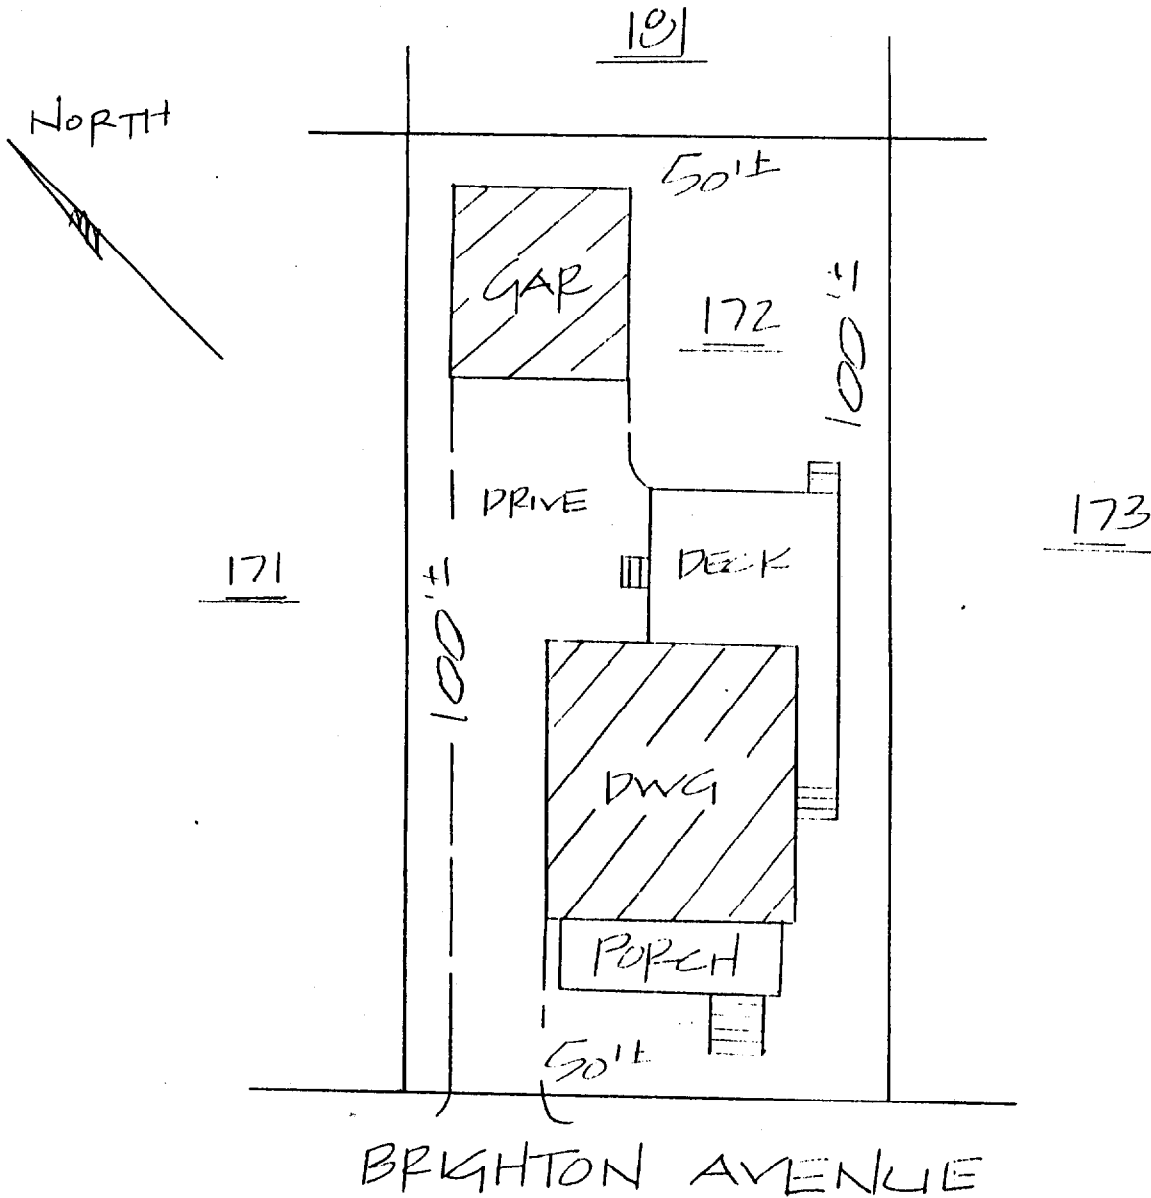 181
NORTH
50'±
GAR
172
100'±
DRIVE
173
DECK
171
100'±
DWG
PORCH
50'±
BRIGHTON AVENUE